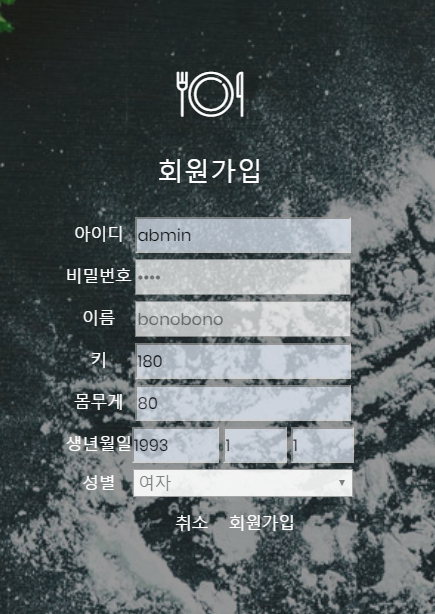 회원가입
아이디 abmin
비밀번호 ••••
이름 bonobono
키 180
몸무게 80
생년월일 1993 1 1
성별 여자 ▼
취소 회원가입